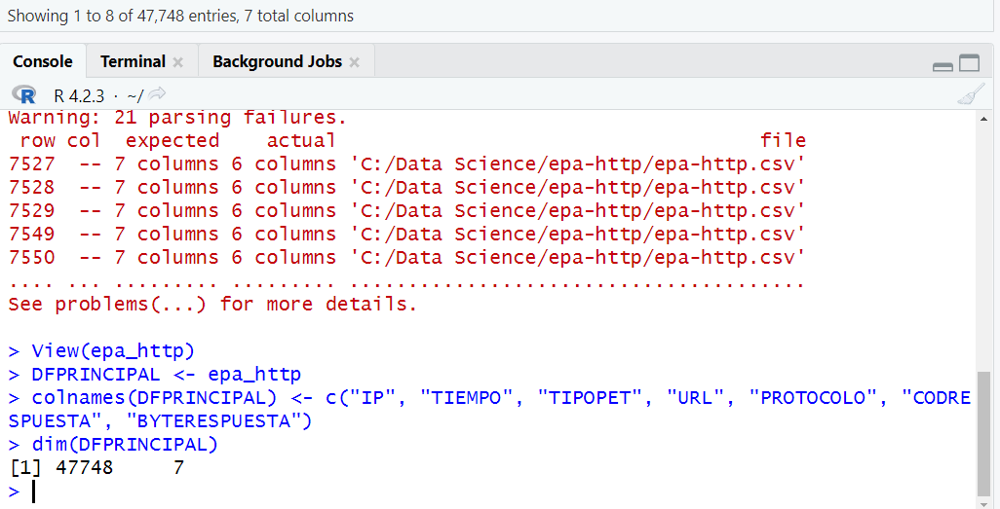 Showing 1 to 8 of 47,748 entries, 7 total columns
Console Terminal Background Jobs
R R 4.2.3 · ~/
Warning: 21 parsing failures.
row col expected actual file
7527 -- 7 columns 6 columns 'C:/Data Science/epa-http/epa-http.csv'
7528 -- 7 columns 6 columns 'C:/Data Science/epa-http/epa-http.csv'
7529 -- 7 columns 6 columns 'C:/Data Science/epa-http/epa-http.csv'
7549 -- 7 columns 6 columns 'C:/Data Science/epa-http/epa-http.csv'
7550 -- 7 columns 6 columns 'C:/Data Science/epa-http/epa-http.csv'
.... ... ......... ......... .......................................
See problems(...) for more details.
> View(epa_http)
> DFPRINCIPAL <- epa_http
> colnames(DFPRINCIPAL) <- c("IP", "TIEMPO", "TIPOPET", "URL", "PROTOCOLO", "CODRE
SPUESTA", "BYTERESPUESTA")
> dim(DFPRINCIPAL)
[1] 47748 7
>